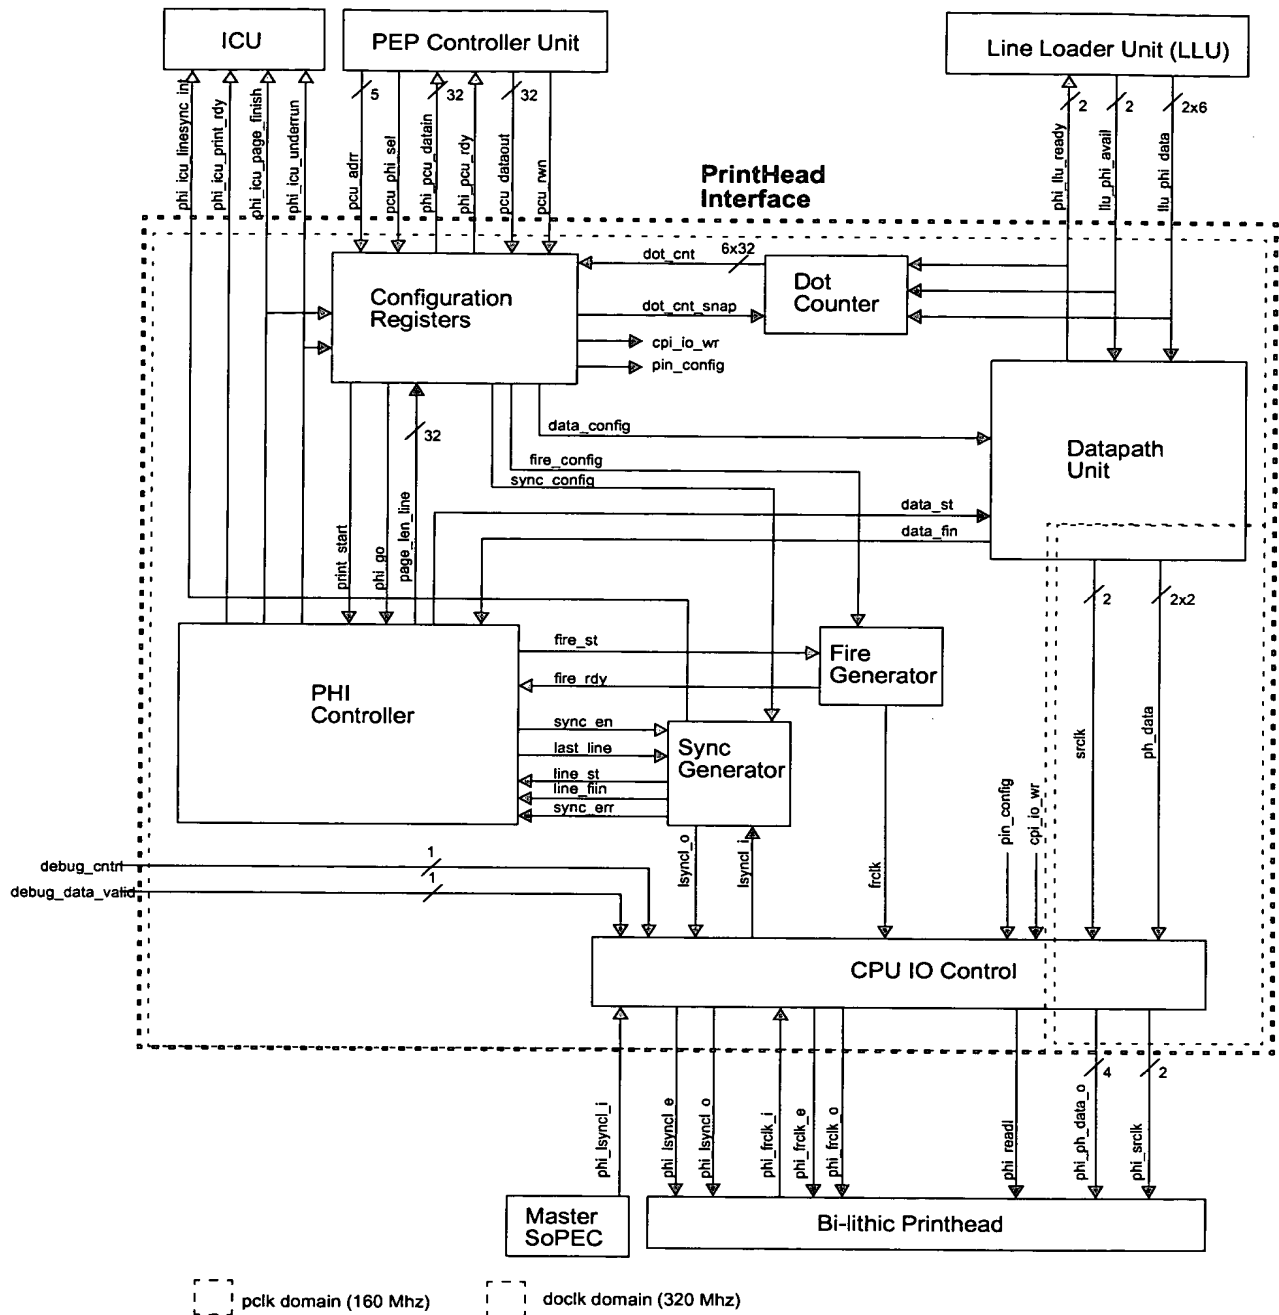 ICU
PEP Controller Unit
Line Loader Unit (LLU)
phi_icu_linesync_int
phi_icu_print_rdy
phi_icu_page_finish
phi_icu_underrun
5
32
32
pcu_adrr
pcu_phi_sel
phi_pcu_datain
phi_pcu_rdy
pcu_dataout
pcu_rwn
2
2
2x6
phi_llu_ready
llu_phi_avail
llu_phi_data
PrintHead
Interface
Configuration
Registers
dot_cnt
6x32
Dot
Counter
dot_cnt_snap
cpi_io_wr
pin_config
32
data_config
fire_config
sync_config
Datapath
Unit
data_st
data_fin
print_start
phi_go
page_len_line
2
2x2
PHI
Controller
fire_st
fire_rdy
Fire
Generator
sync_en
last_line
line_st
line_fiin
sync_err
Sync
Generator
srclk
ph_data
pin_config
cpi_io_wr
debug_cntrl
1
debug_data_valid
1
lsyncl_o
lsyncl_i
frclk
CPU IO Control
4
2
phi_lsyncl_i
phi_lsyncl_e
phi_lsyncl_o
phi_frclk_i
phi_frclk_e
phi_frclk_o
phi_readl
phi_ph_data_o
phi_srclk
Master
SoPEC
Bi-lithic Printhead
pclk domain (160 Mhz)
doclk domain (320 Mhz)